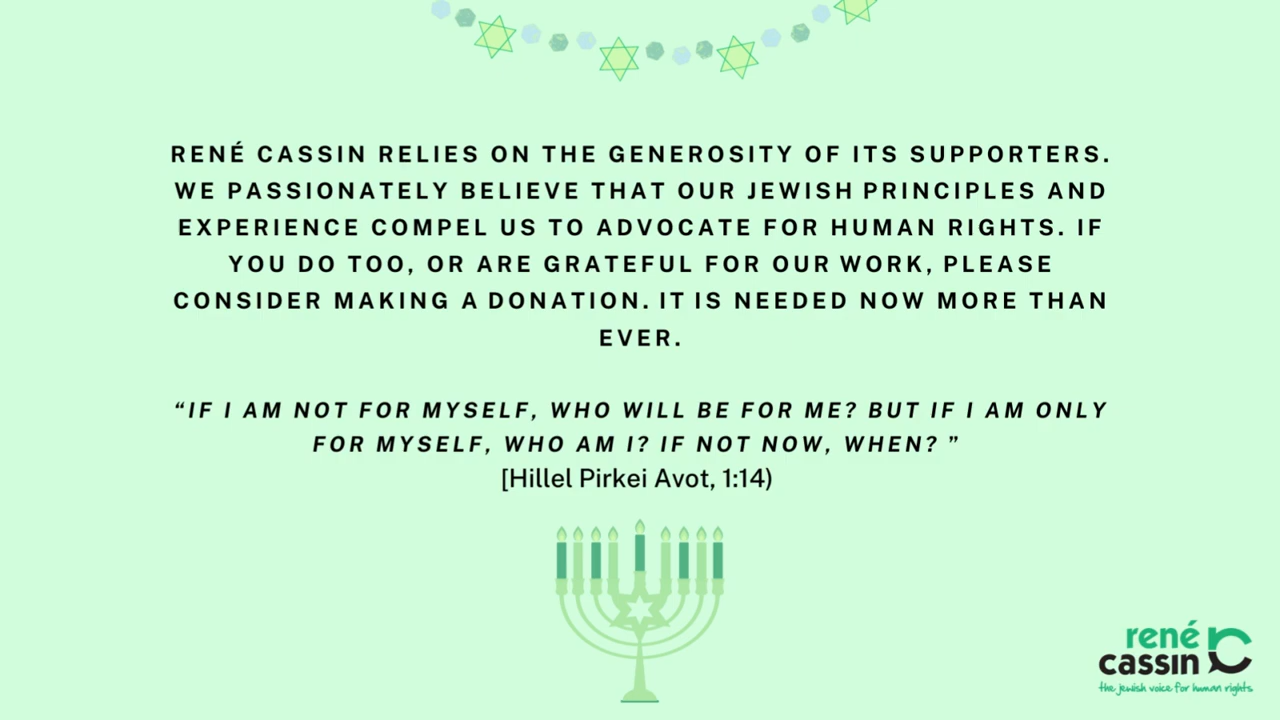 RENÉ CASSIN RELIES ON THE GENEROSITY OF ITS SUPPORTERS.
WE PASSIONATELY BELIEVE THAT OUR JEWISH PRINCIPLES AND
EXPERIENCE COMPEL US TO ADVOCATE FOR HUMAN RIGHTS. IF
YOU DO TOO, OR ARE GRATEFUL FOR OUR WORK, PLEASE
CONSIDER MAKING A DONATION. IT IS NEEDED NOW MORE THAN
EVER.
“IF I AM NOT FOR MYSELF, WHO WILL BE FOR ME? BUT IF I AM ONLY
FOR MYSELF, WHO AM I? IF NOT NOW, WHEN? ”
[Hillel Pirkei Avot, 1:14)
rené
cassin
the jewish voice for human rights